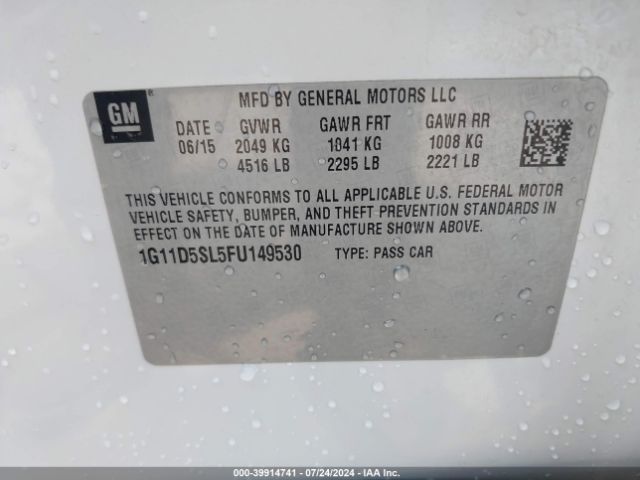 GM
®
MFD BY GENERAL MOTORS LLC
DATE GVWR GAWR FRT GAWR RR
06/15 2049 KG 1041 KG 1008 KG
4516 LB 2295 LB 2221 LB
THIS VEHICLE CONFORMS TO ALL APPLICABLE U.S. FEDERAL MOTOR
VEHICLE SAFETY, BUMPER, AND THEFT PREVENTION STANDARDS IN
EFFECT ON THE DATE OF MANUFACTURE SHOWN ABOVE.
1G11D5SL5FU149530 TYPE: PASS CAR
000-39914741 - 07/24/2024 - IAA Inc.